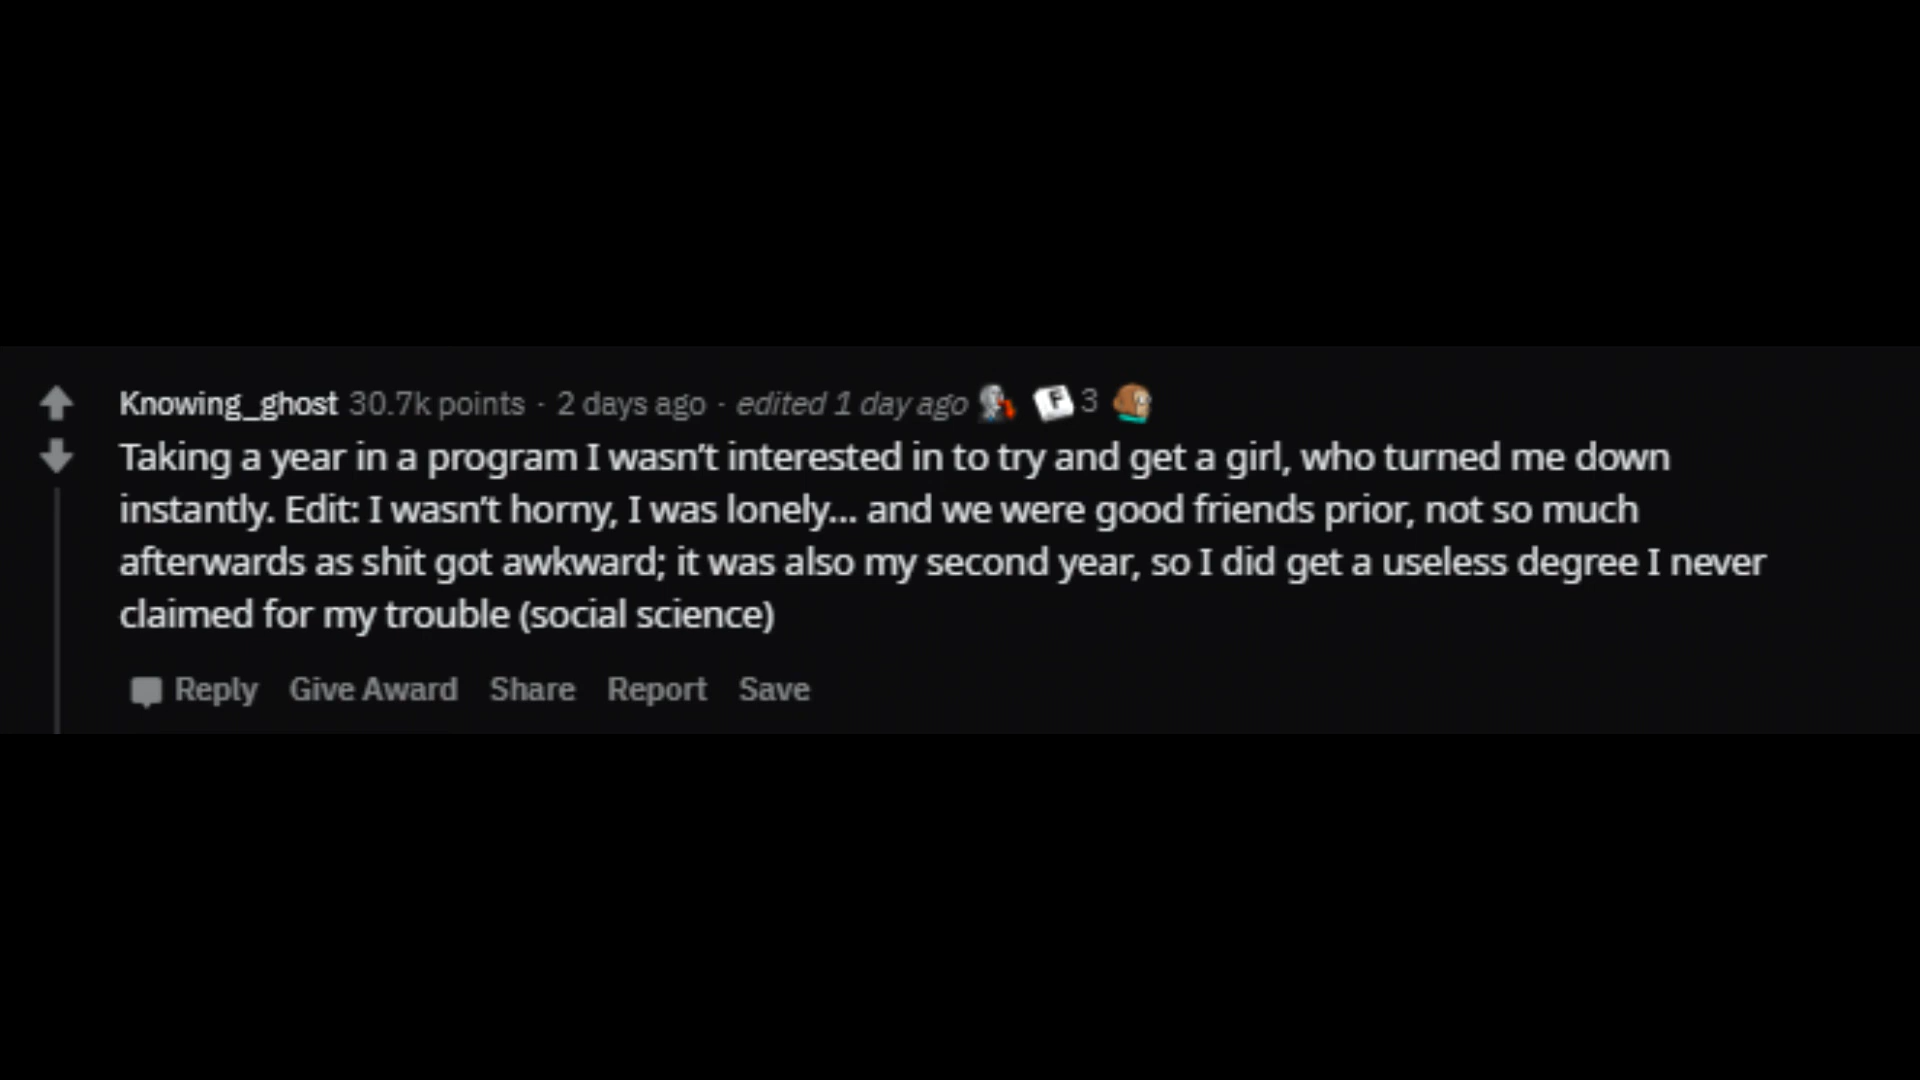 Knowing_ghost 30.7k points · 2 days ago · edited 1 day ago F 3
Taking a year in a program I wasn’t interested in to try and get a girl, who turned me down
instantly. Edit: I wasn’t horny, I was lonely... and we were good friends prior, not so much
afterwards as shit got awkward; it was also my second year, so I did get a useless degree I never
claimed for my trouble (social science)
Reply Give Award Share Report Save